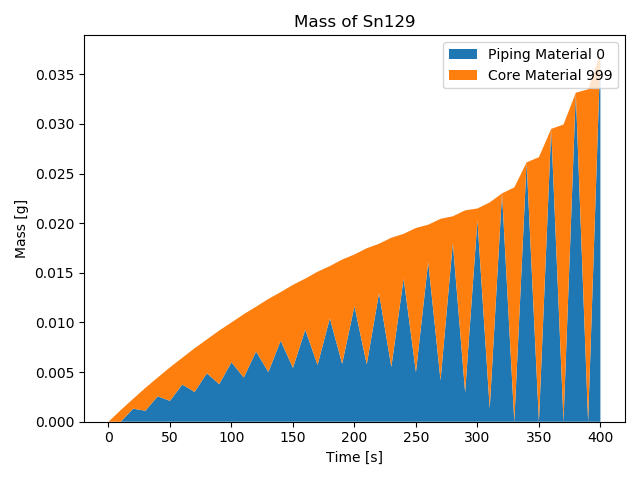 Mass of Sn129
Piping Material 0
Core Material 999
Mass [g]
0.035
0.030
0.025
0.020
0.015
0.010
0.005
0.000
0 50 100 150 200 250 300 350 400
Time [s]